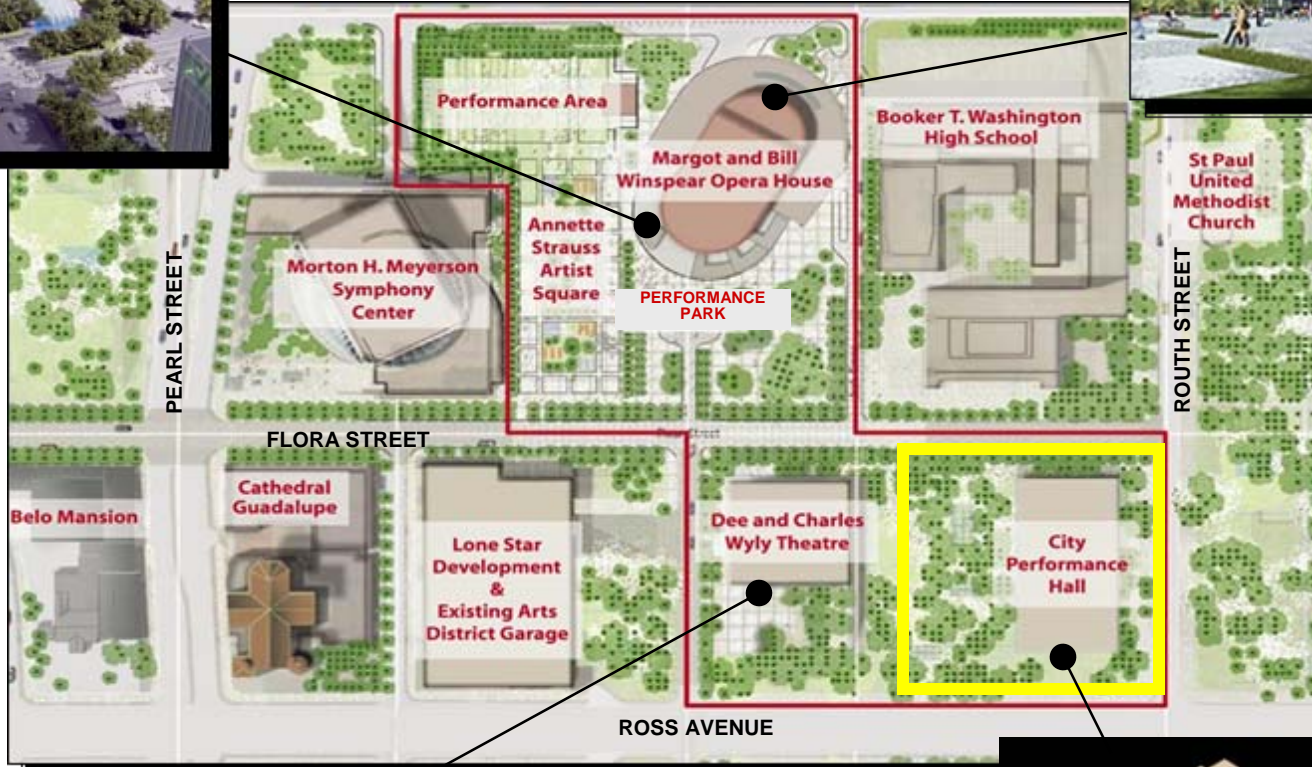 Performance Area
Margot and Bill
Winspear Opera House
Booker T. Washington
High School
St Paul
United
Methodist
Church
Annette
Strauss
Artist
Square
Morton H. Meyerson
Symphony
Center
PERFORMANCE
PARK
PEARL STREET
ROUTH STREET
FLORA STREET
Belo Mansion
Cathedral
Guadalupe
Lone Star
Development
&
Existing Arts
District Garage
Dee and Charles
Wyly Theatre
City
Performance
Hall
ROSS AVENUE